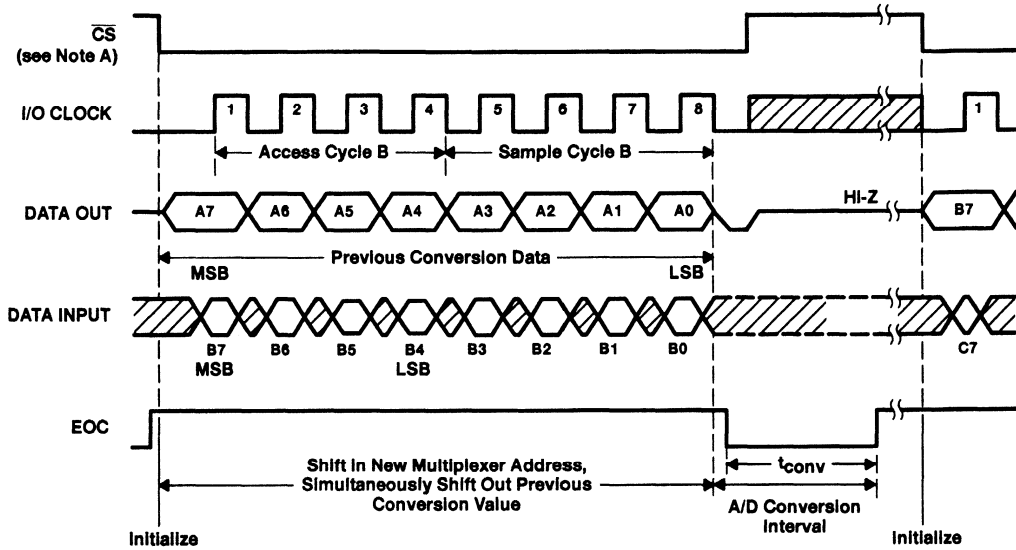 CS
(see Note A)
I/O CLOCK
1 2 3 4 5 6 7 8 1
Access Cycle B Sample Cycle B
DATA OUT
A7 A6 A5 A4 A3 A2 A1 A0 HI-Z B7
Previous Conversion Data
MSB LSB
DATA INPUT
B7 B6 B5 B4 B3 B2 B1 B0 C7
MSB LSB
EOC
Shift In New Multiplexer Address,
Simultaneously Shift Out Previous
Conversion Value
tconv
A/D Conversion
Interval
Initialize Initialize